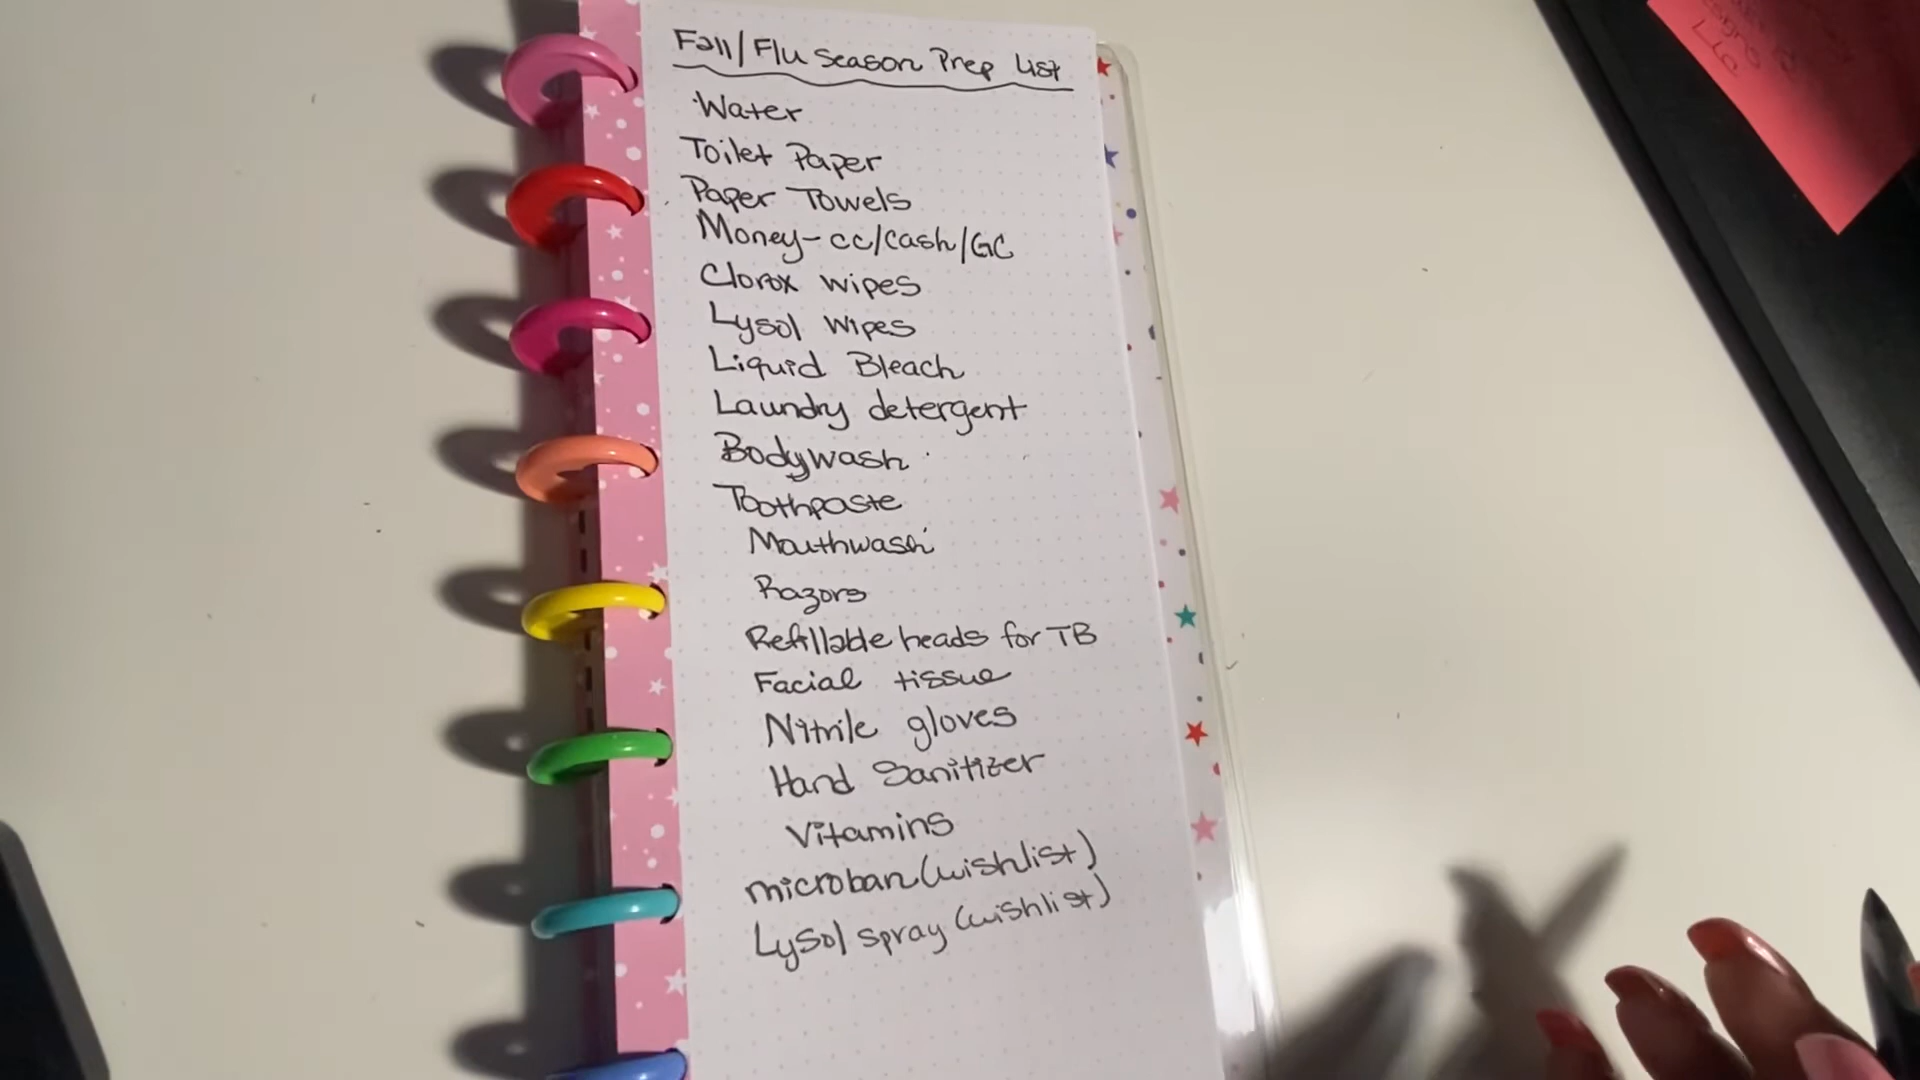 Fall/Flu Season Prep List
Water
Toilet Paper
Paper Towels
Money-cc/cash/GC
Clorox wipes
Lysol wipes
Liquid Bleach
Laundry detergent
Bodywash
Toothpaste
Mouthwash
Razors
Refillable heads for TB
Facial tissue
Nitrile gloves
Hand Sanitizer
Vitamins
microban (wishlist)
Lysol spray (wishlist)